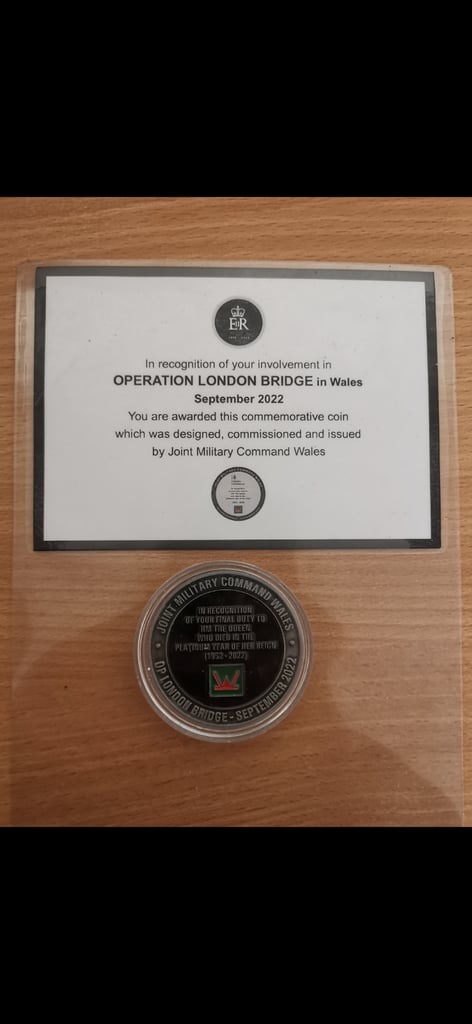 EIIR
In recognition of your involvement in
OPERATION LONDON BRIDGE in Wales
September 2022
You are awarded this commemorative coin
which was designed, commissioned and issued
by Joint Military Command Wales
JOINT MILITARY COMMAND WALES
IN RECOGNITION
OF YOUR FINAL DUTY TO
HM THE QUEEN
WHO DIED IN THE
PLATINUM YEAR OF HER REIGN
(1952-2022)
OP LONDON BRIDGE - SEPTEMBER 2022